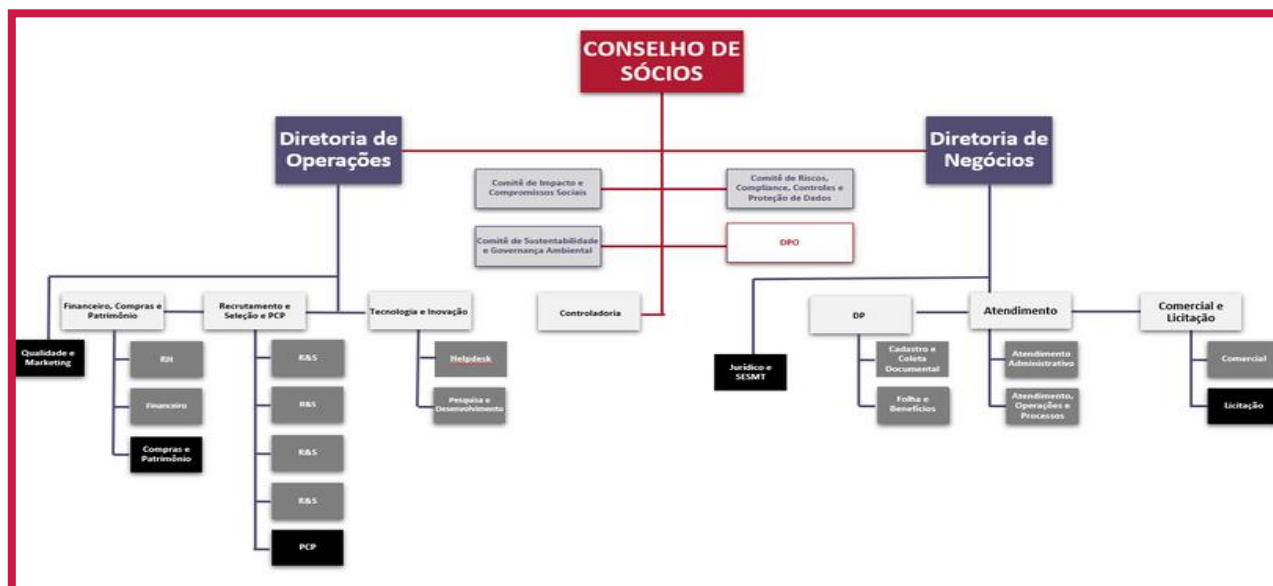 CONSELHO DE
SÓCIOS
Diretoria de
Operações
Diretoria de
Negócios
Comitê de Impacto e
Compromissos Sociais
Comitê de Riscos,
Compliance, Controles e
Proteção de Dados
Comitê de Sustentabilidade
e Governança Ambiental
DPO
Financeiro, Compras e
Patrimônio
Recrutamento e
Seleção e PCP
Tecnologia e Inovação
Controladoria
DP
Atendimento
Comercial e
Licitação
Qualidade e
Marketing
RH
Financeiro
Compras e
Patrimônio
R&S
R&S
R&S
R&S
PCP
Helpdesk
Pesquisa e
Desenvolvimento
Jurídico e
SESMT
Cadastro e
Coleta
Documental
Folha e
Benefícios
Atendimento
Administrativo
Atendimento,
Operações e
Processos
Comercial
Licitação